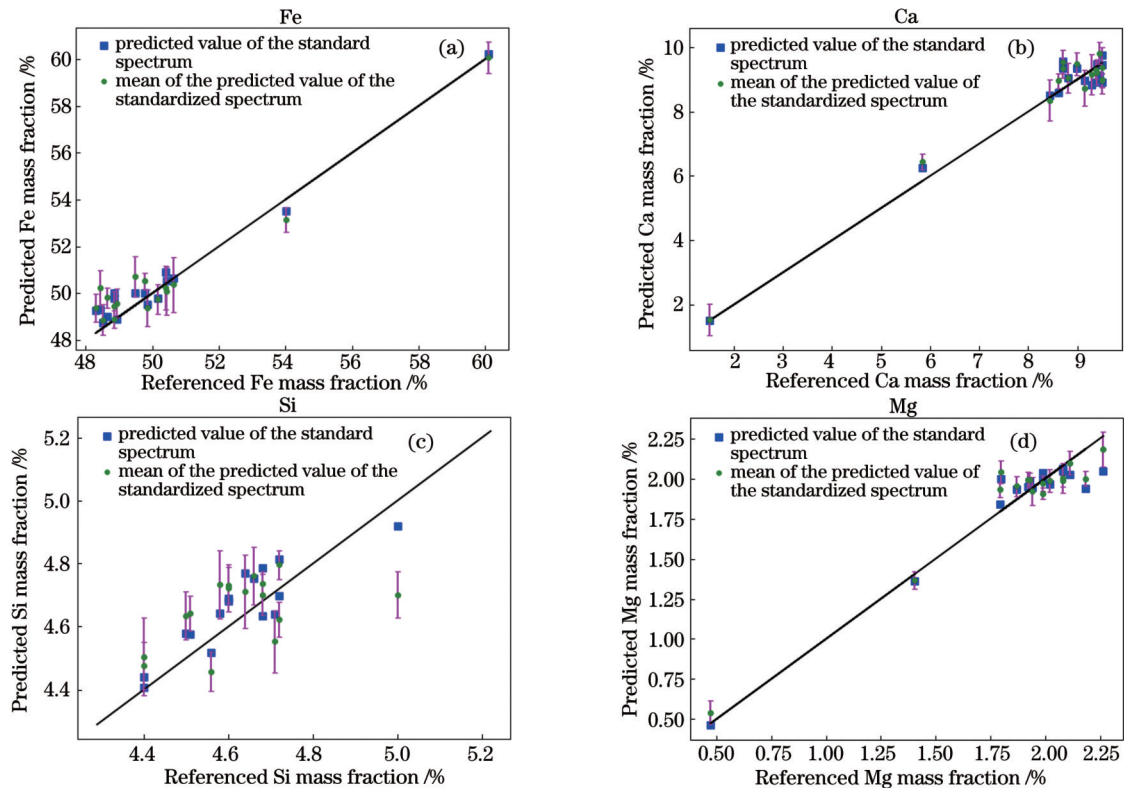 Fe
(a)
predicted value of the standard
spectrum
mean of the predicted value of the
standardized spectrum
60
58
56
54
52
50
48
Predicted Fe mass fraction /%
48 50 52 54 56 58 60
Referenced Fe mass fraction /%
Ca
(b)
predicted value of the standard
spectrum
mean of the predicted value of
the standardized spectrum
10
8
6
4
2
Predicted Ca mass fraction /%
2 3 4 5 6 7 8 9
Referenced Ca mass fraction /%
Si
(c)
predicted value of the standard
spectrum
mean of the predicted value of the
standardized spectrum
5.2
5.0
4.8
4.6
4.4
Predicted Si mass fraction /%
4.4 4.6 4.8 5.0 5.2
Referenced Si mass fraction /%
Mg
(d)
predicted value of the standard
spectrum
mean of the predicted value of
the standardized spectrum
2.25
2.00
1.75
1.50
1.25
1.00
0.75
0.50
Predicted Mg mass fraction /%
0.50 0.75 1.00 1.25 1.50 1.75 2.00 2.25
Referenced Mg mass fraction /%